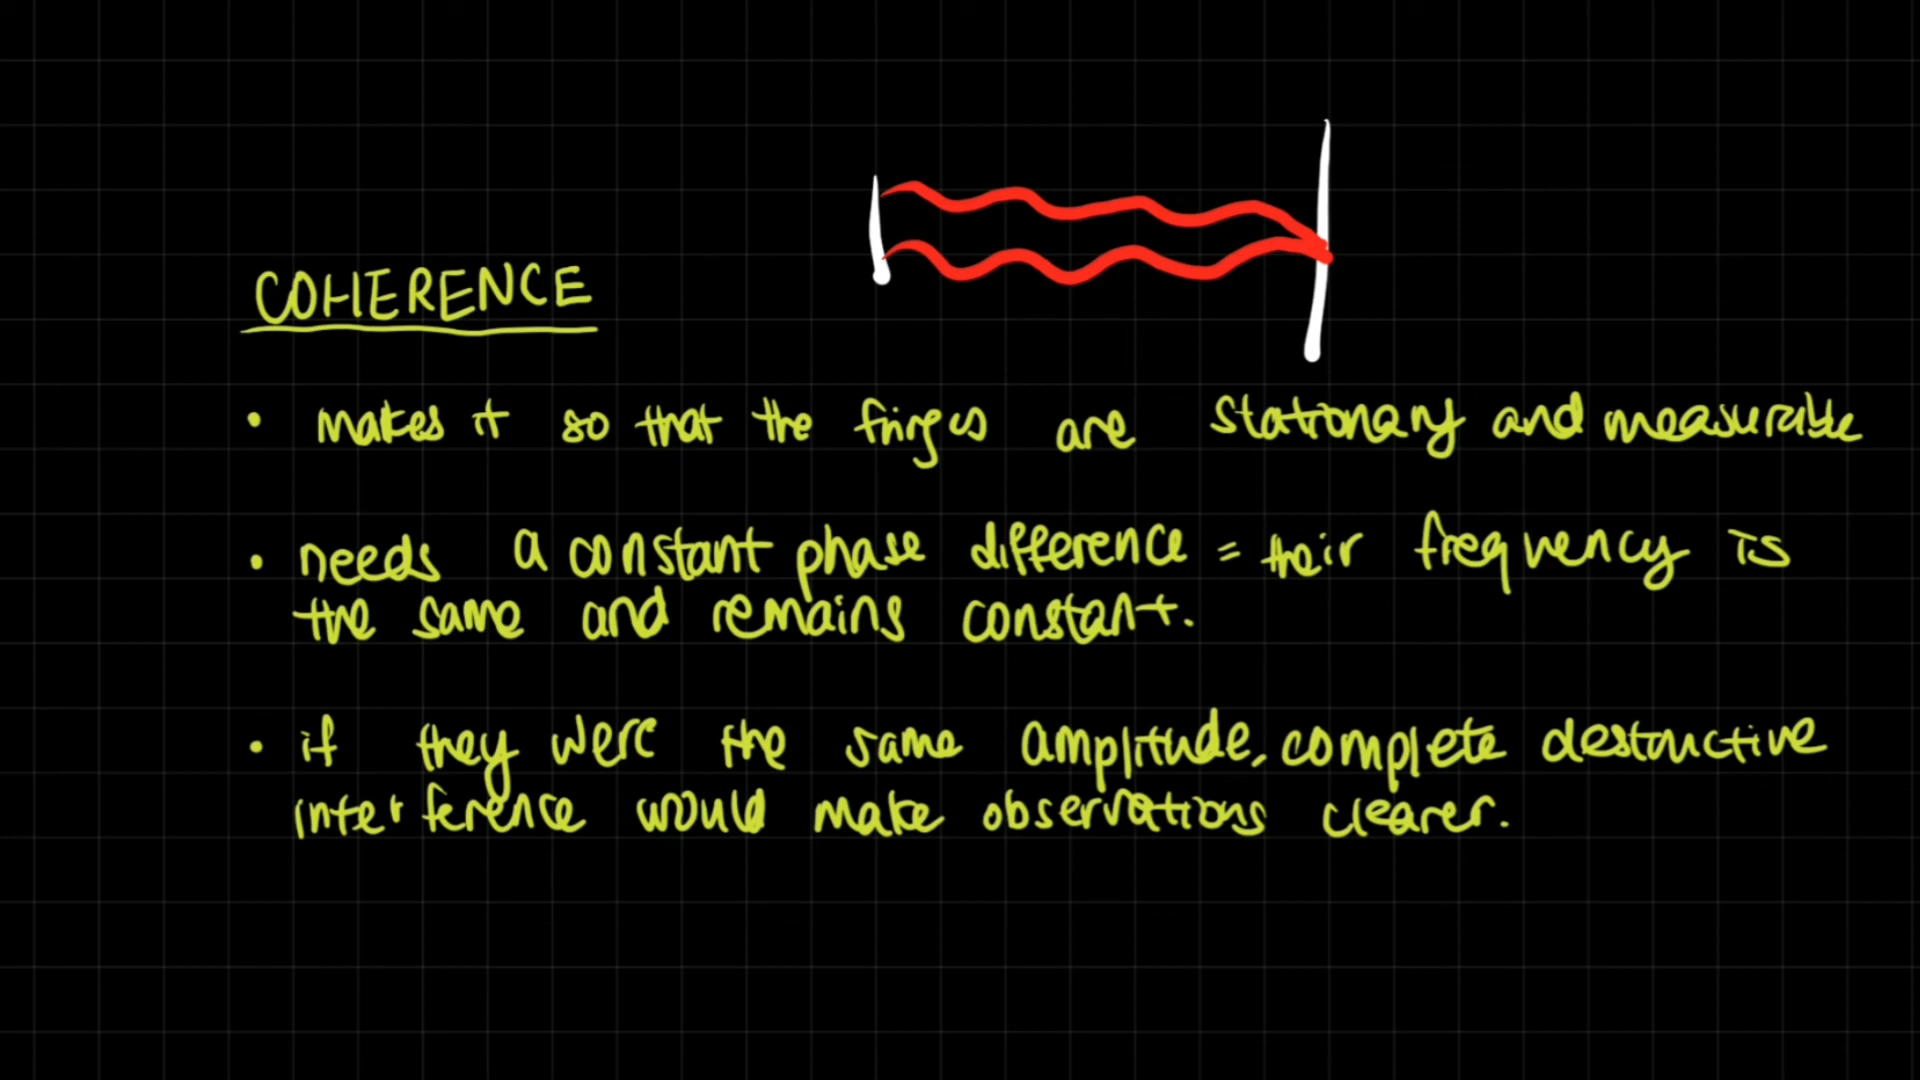 COHERENCE
• makes it so that the fringes are stationary and measurable
• needs a constant phase difference = their frequency is
the same and remains constant.
• if they were the same amplitude, complete destructive
interference would make observations clearer.